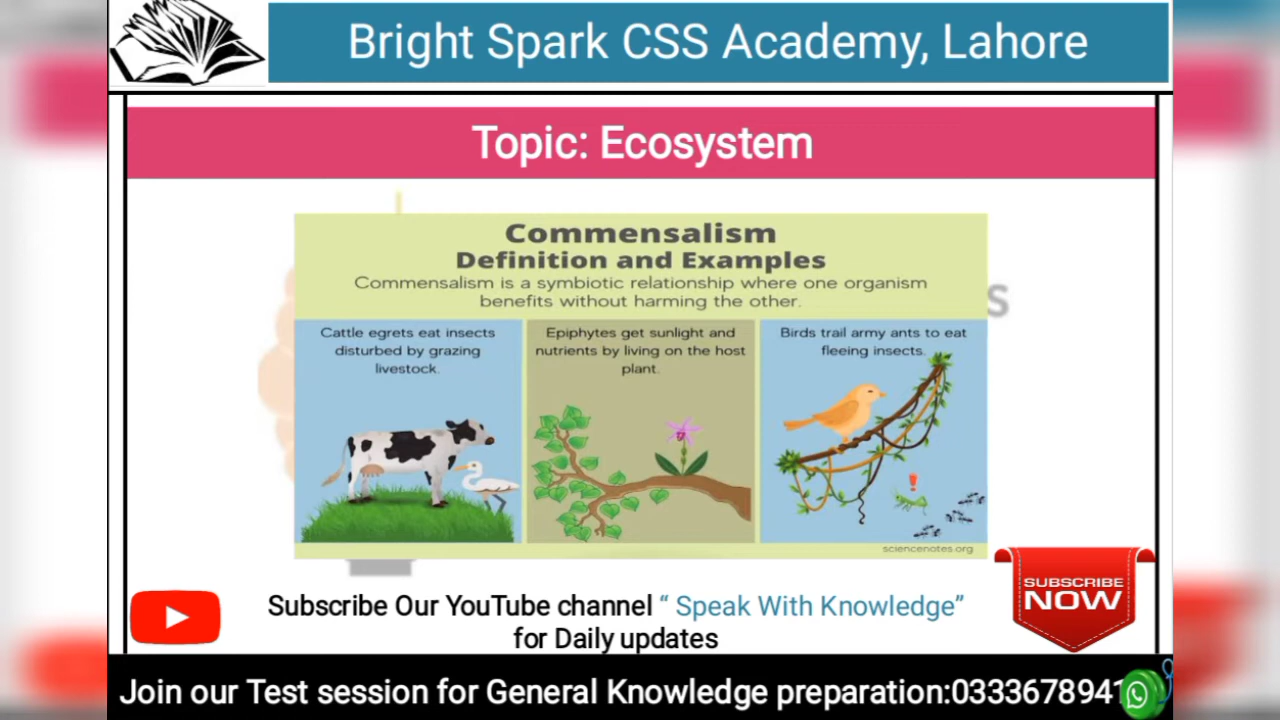 Bright Spark CSS Academy, Lahore
Topic: Ecosystem
Commensalism
Definition and Examples
Commensalism is a symbiotic relationship where one organism
benefits without harming the other.
Cattle egrets eat insects
disturbed by grazing
livestock.
Epiphytes get sunlight and
nutrients by living on the host
plant.
Birds trail army ants to eat
fleeing insects.
sciencenotes.org
SUBSCRIBE
NOW
Subscribe Our YouTube channel “ Speak With Knowledge”
for Daily updates
Join our Test session for General Knowledge preparation: